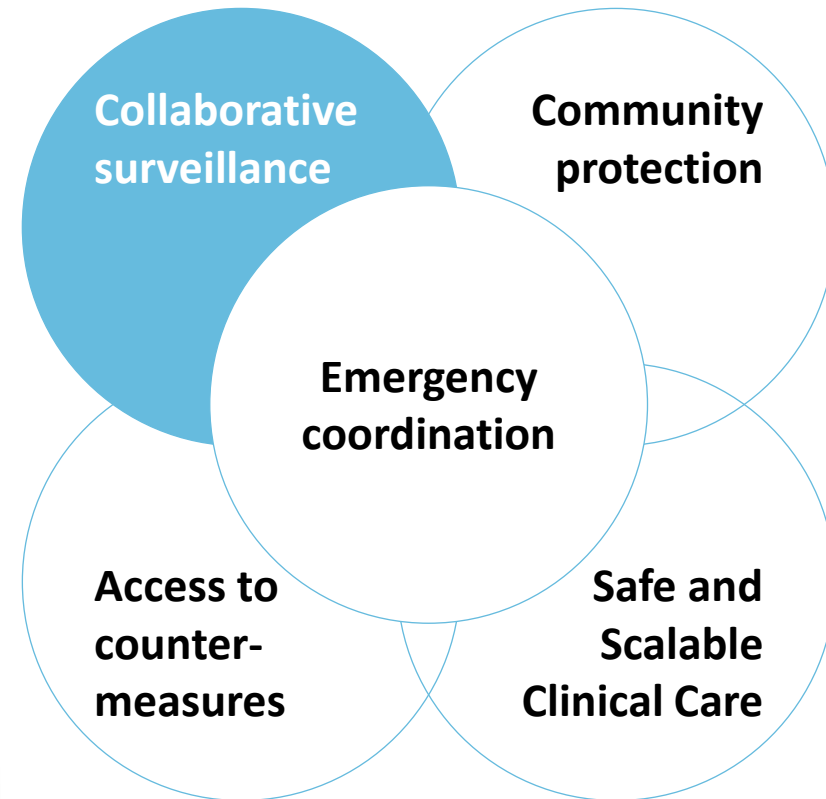 Collaborative
surveillance
Community
protection
Emergency
coordination
Access to
counter-
measures
Safe and
Scalable
Clinical Care